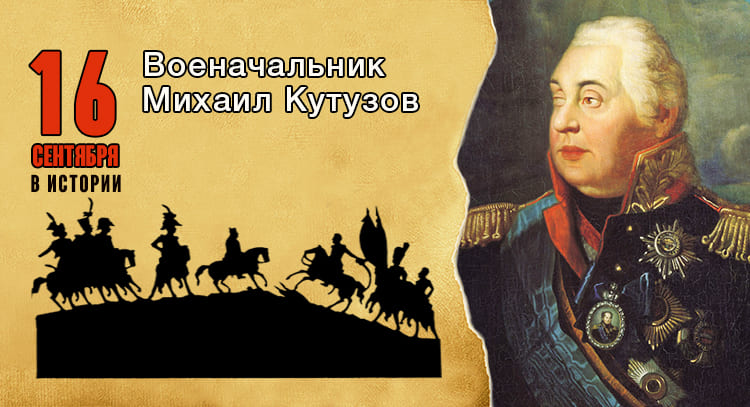 16
СЕНТЯБРЯ
В ИСТОРИИ
Военачальник
Михаил Кутузов